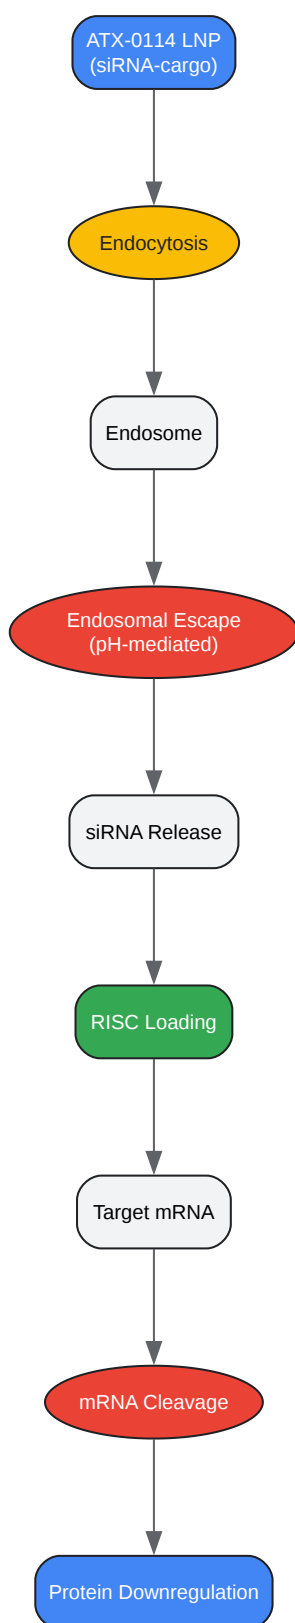 ATX-0114 LNP
(siRNA-cargo)
Endocytosis
Endosome
Endosomal Escape
(pH-mediated)
siRNA Release
RISC Loading
Target mRNA
mRNA Cleavage
Protein Downregulation